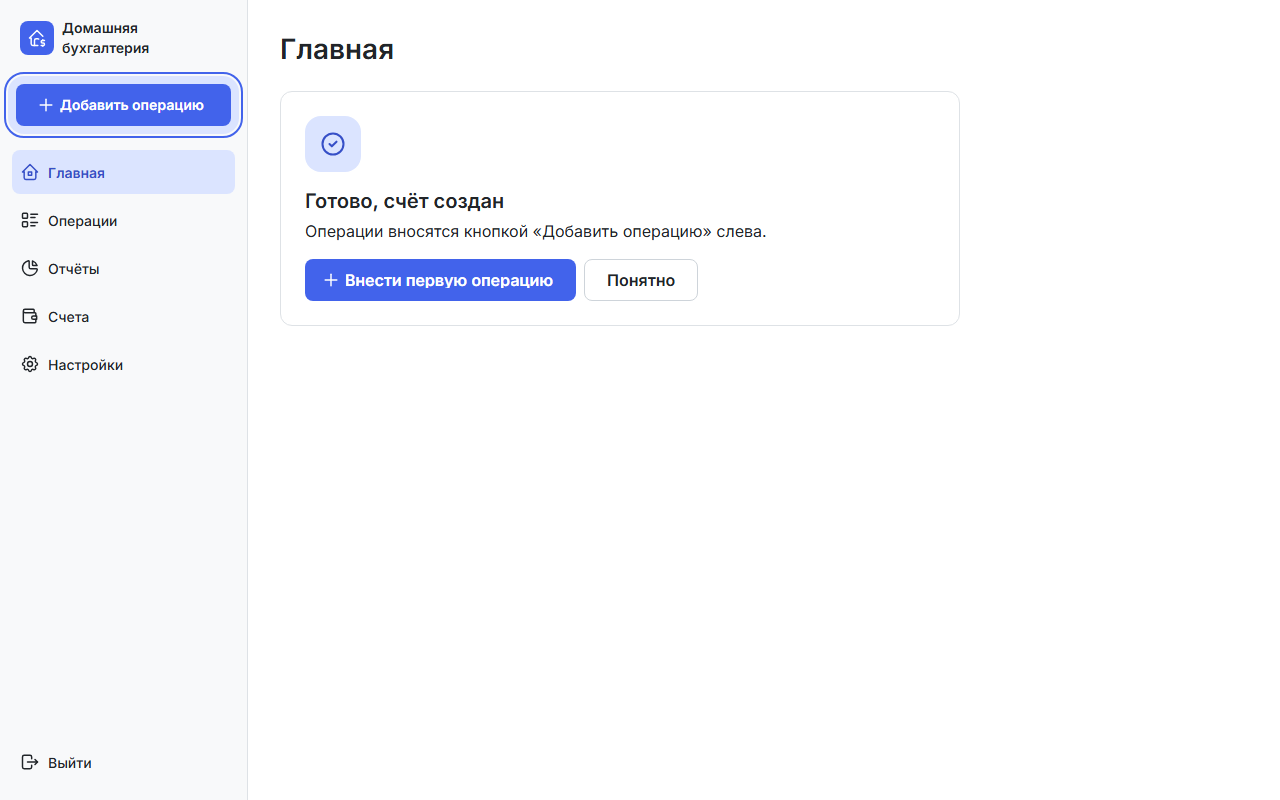 Домашняя
бухгалтерия
Добавить операцию
Главная
Операции
Отчёты
Счета
Настройки
Выйти
Главная
Готово, счёт создан
Операции вносятся кнопкой «Добавить операцию» слева.
Внести первую операцию
Понятно